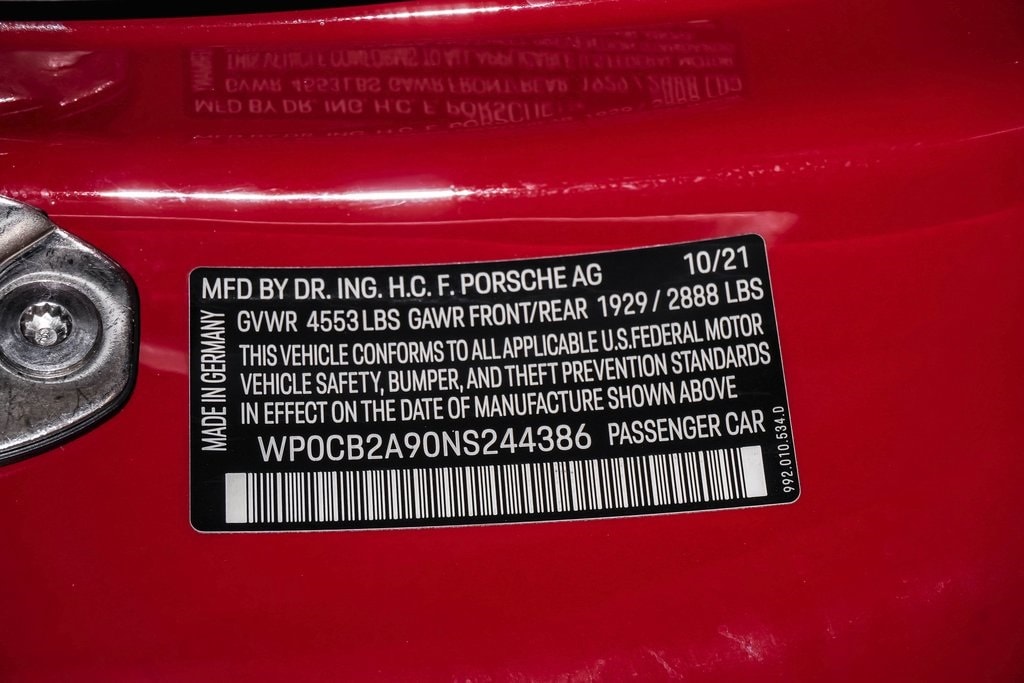 MFD BY DR. ING. H.C. F. PORSCHE AG 10/21
GVWR 4553 LBS GAWR FRONT/REAR 1929 / 2888 LBS
THIS VEHICLE CONFORMS TO ALL APPLICABLE U.S. FEDERAL MOTOR
VEHICLE SAFETY, BUMPER, AND THEFT PREVENTION STANDARDS
IN EFFECT ON THE DATE OF MANUFACTURE SHOWN ABOVE
WP0CB2A90NS244386 PASSENGER CAR
MADE IN GERMANY
992.010.534.D